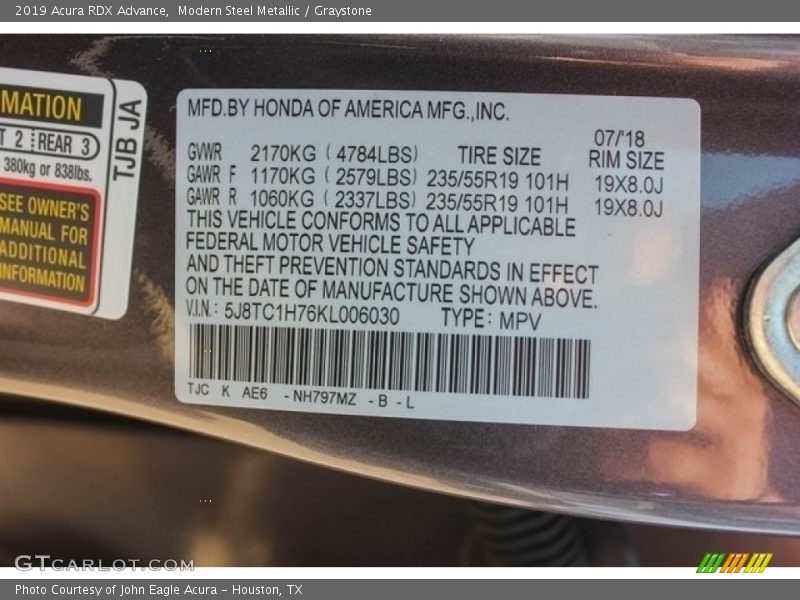 2019 Acura RDX Advance,  Modern Steel Metallic / Graystone
MATION
T 2 REAR 3
380kg or 838lbs.
SEE OWNER'S
MANUAL FOR
ADDITIONAL
INFORMATION
TJB JA
MFD.BY HONDA OF AMERICA MFG.,INC.
07/'18
GVWR 2170KG ( 4784LBS) TIRE SIZE RIM SIZE
GAWR F 1170KG ( 2579LBS) 235/55R19 101H 19X8.0J
GAWR R 1060KG ( 2337LBS) 235/55R19 101H 19X8.0J
THIS VEHICLE CONFORMS TO ALL APPLICABLE
FEDERAL MOTOR VEHICLE SAFETY
AND THEFT PREVENTION STANDARDS IN EFFECT
ON THE DATE OF MANUFACTURE SHOWN ABOVE.
V.I.N.: 5J8TC1H76KL006030 TYPE: MPV
TJC K AE6 -NH797MZ -B -L
GTCARLOT.COM
Photo Courtesy of John Eagle Acura - Houston, TX